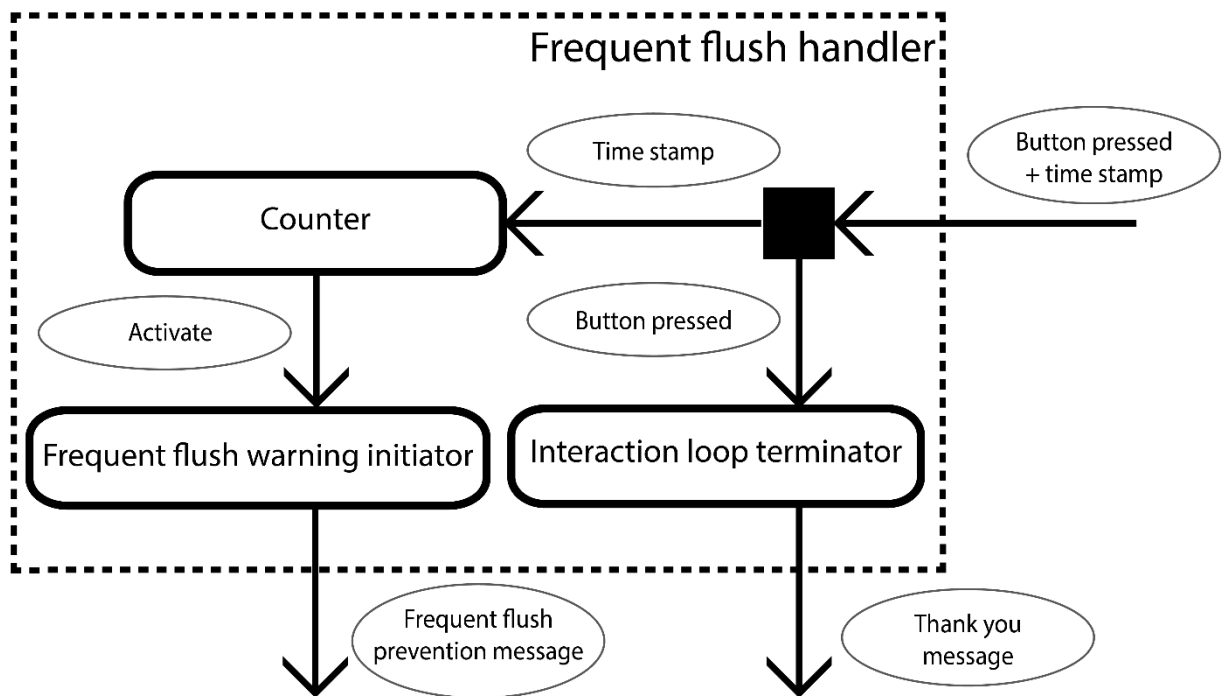 Frequent flush handler
Time stamp
Button pressed
+ time stamp
Counter
Activate
Button pressed
Frequent flush warning initiator
Interaction loop terminator
Frequent flush
prevention message
Thank you
message